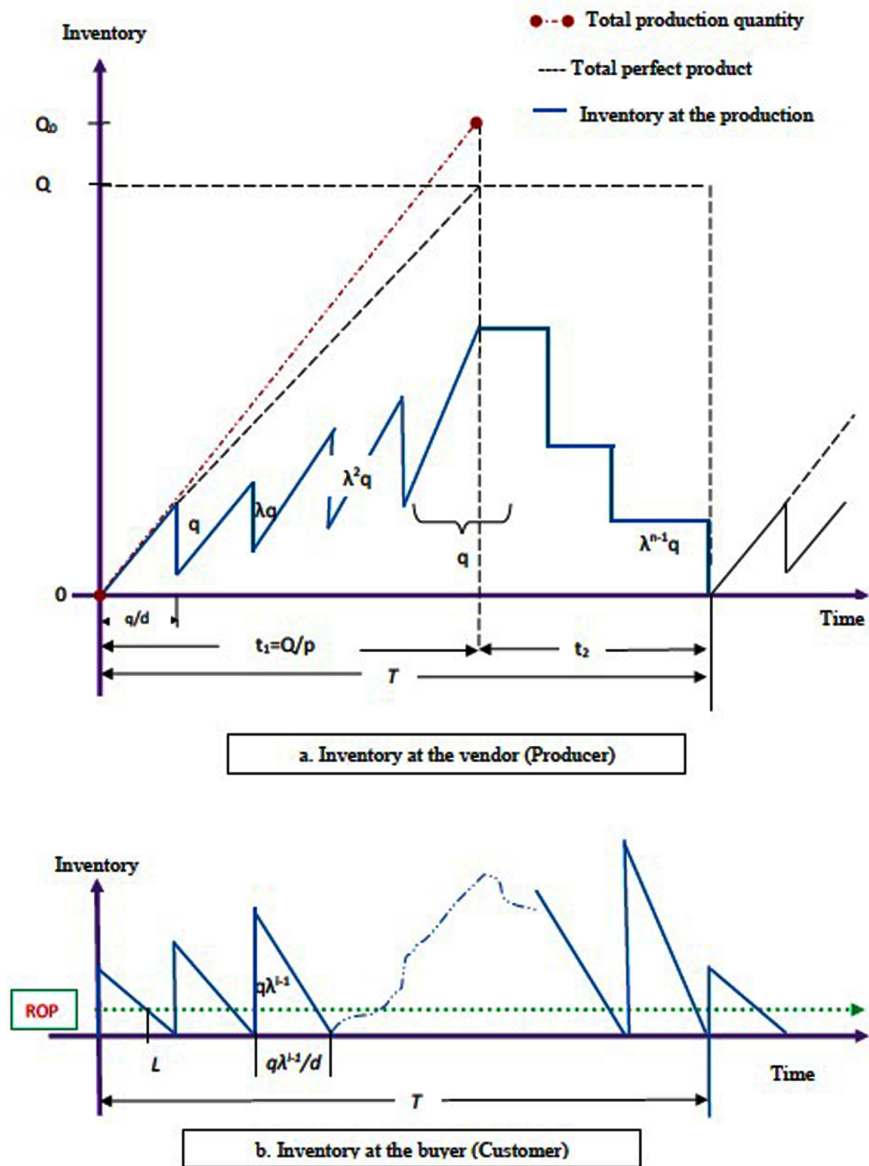 Inventory
Total production quantity
Total perfect product
Inventory at the production
Q₀
Q
q
λq
λ²q
q
λⁿ⁻¹q
0
q/d
Time
t₁=Q/p
t₂
T
a. Inventory at the vendor (Producer)
Inventory
qλⁱ⁻¹
ROP
L
qλⁱ⁻¹/d
Time
T
b. Inventory at the buyer (Customer)